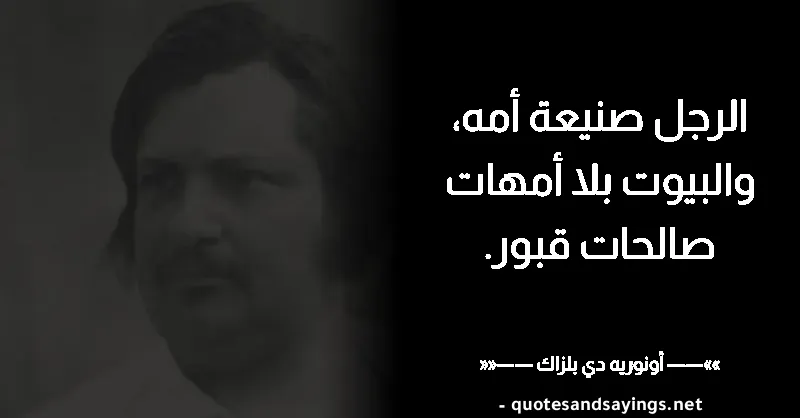 الرجل صنيعة أمه،
والبيوت بلا أمهات
صالحات قبور.
»»—— أونوريه دي بلزاك ——««
- quotesandsayings.net